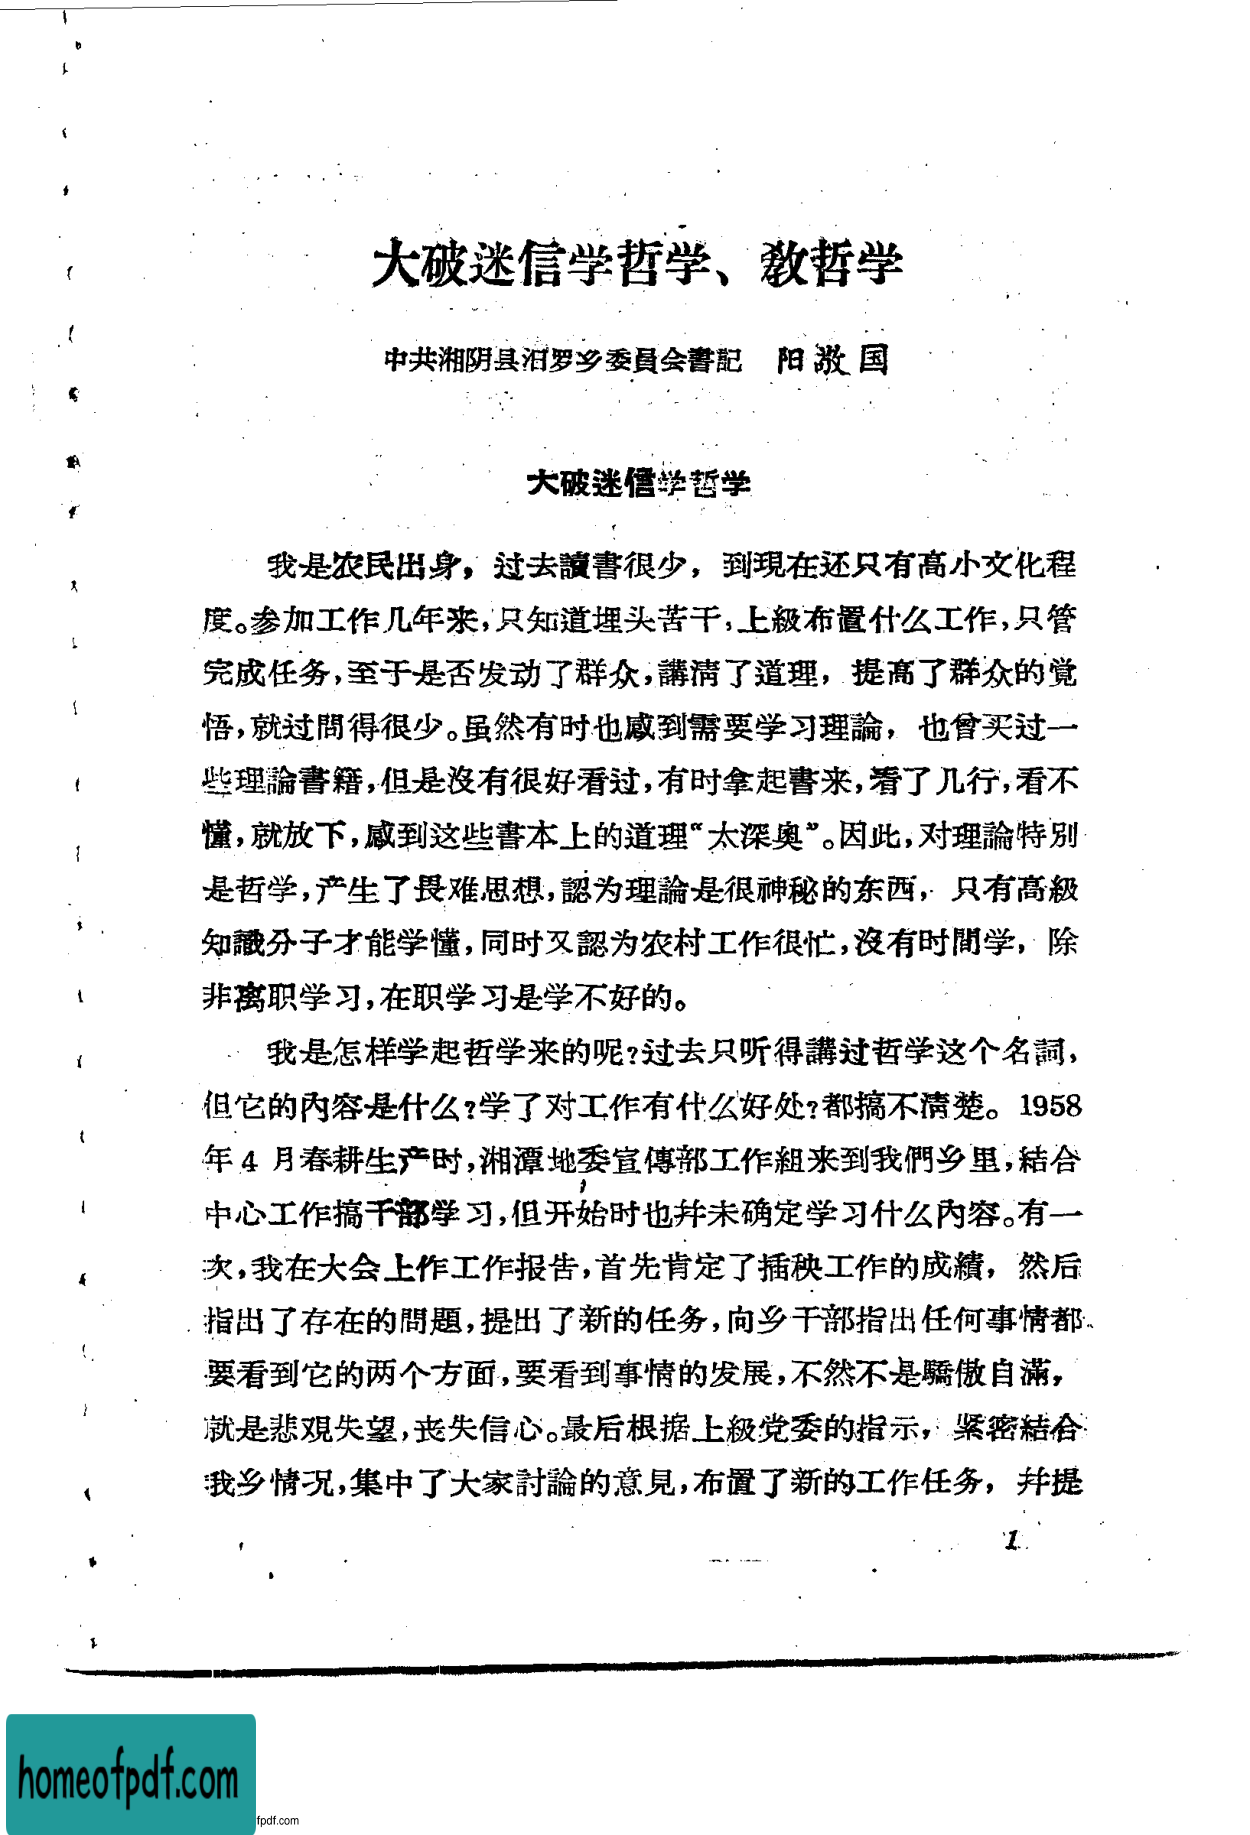 大破迷信学哲学、教哲学
中共湘阴县汨罗乡委員会書記 阳敬国
大破迷信学哲学
我是农民出身，过去讀書很少，到現在还只有高小文化程
度。参加工作几年来，只知道埋头苦干，上級布置什么工作，只管
完成任务，至于是否发动了群众，講清了道理，提高了群众的覚
悟，就过問得很少。虽然有时也感到需要学习理論，也曾买过一
些理論書籍，但是沒有很好看过，有时拿起書来，看了几行，看不
懂，就放下，感到这些書本上的道理“太深奧”。因此，对理論特别
是哲学，产生了畏难思想，認为理論是很神秘的东西，只有高級
知識分子才能学懂，同时又認为农村工作很忙，沒有时間学，除
非离职学习，在职学习是学不好的。
我是怎样学起哲学来的呢？过去只听得講过哲学这个名詞，
但它的內容是什么？学了对工作有什么好处？都搞不清楚。1958
年4月春耕生产时，湘潭地委宣傳部工作組来到我們乡里，結合
中心工作搞干部学习，但开始时也幷未确定学习什么內容。有一
次，我在大会上作工作报告，首先肯定了插秧工作的成績，然后
指出了存在的問題，提出了新的任务，向乡干部指出任何事情都
要看到它的两个方面，要看到事情的发展，不然不是驕傲自滿，
就是悲观失望，丧失信心。最后根据上級党委的指示，紧密結合
我乡情况，集中了大家討論的意見，布置了新的工作任务，幷提
1
homeofpdf.com
fpdf.com